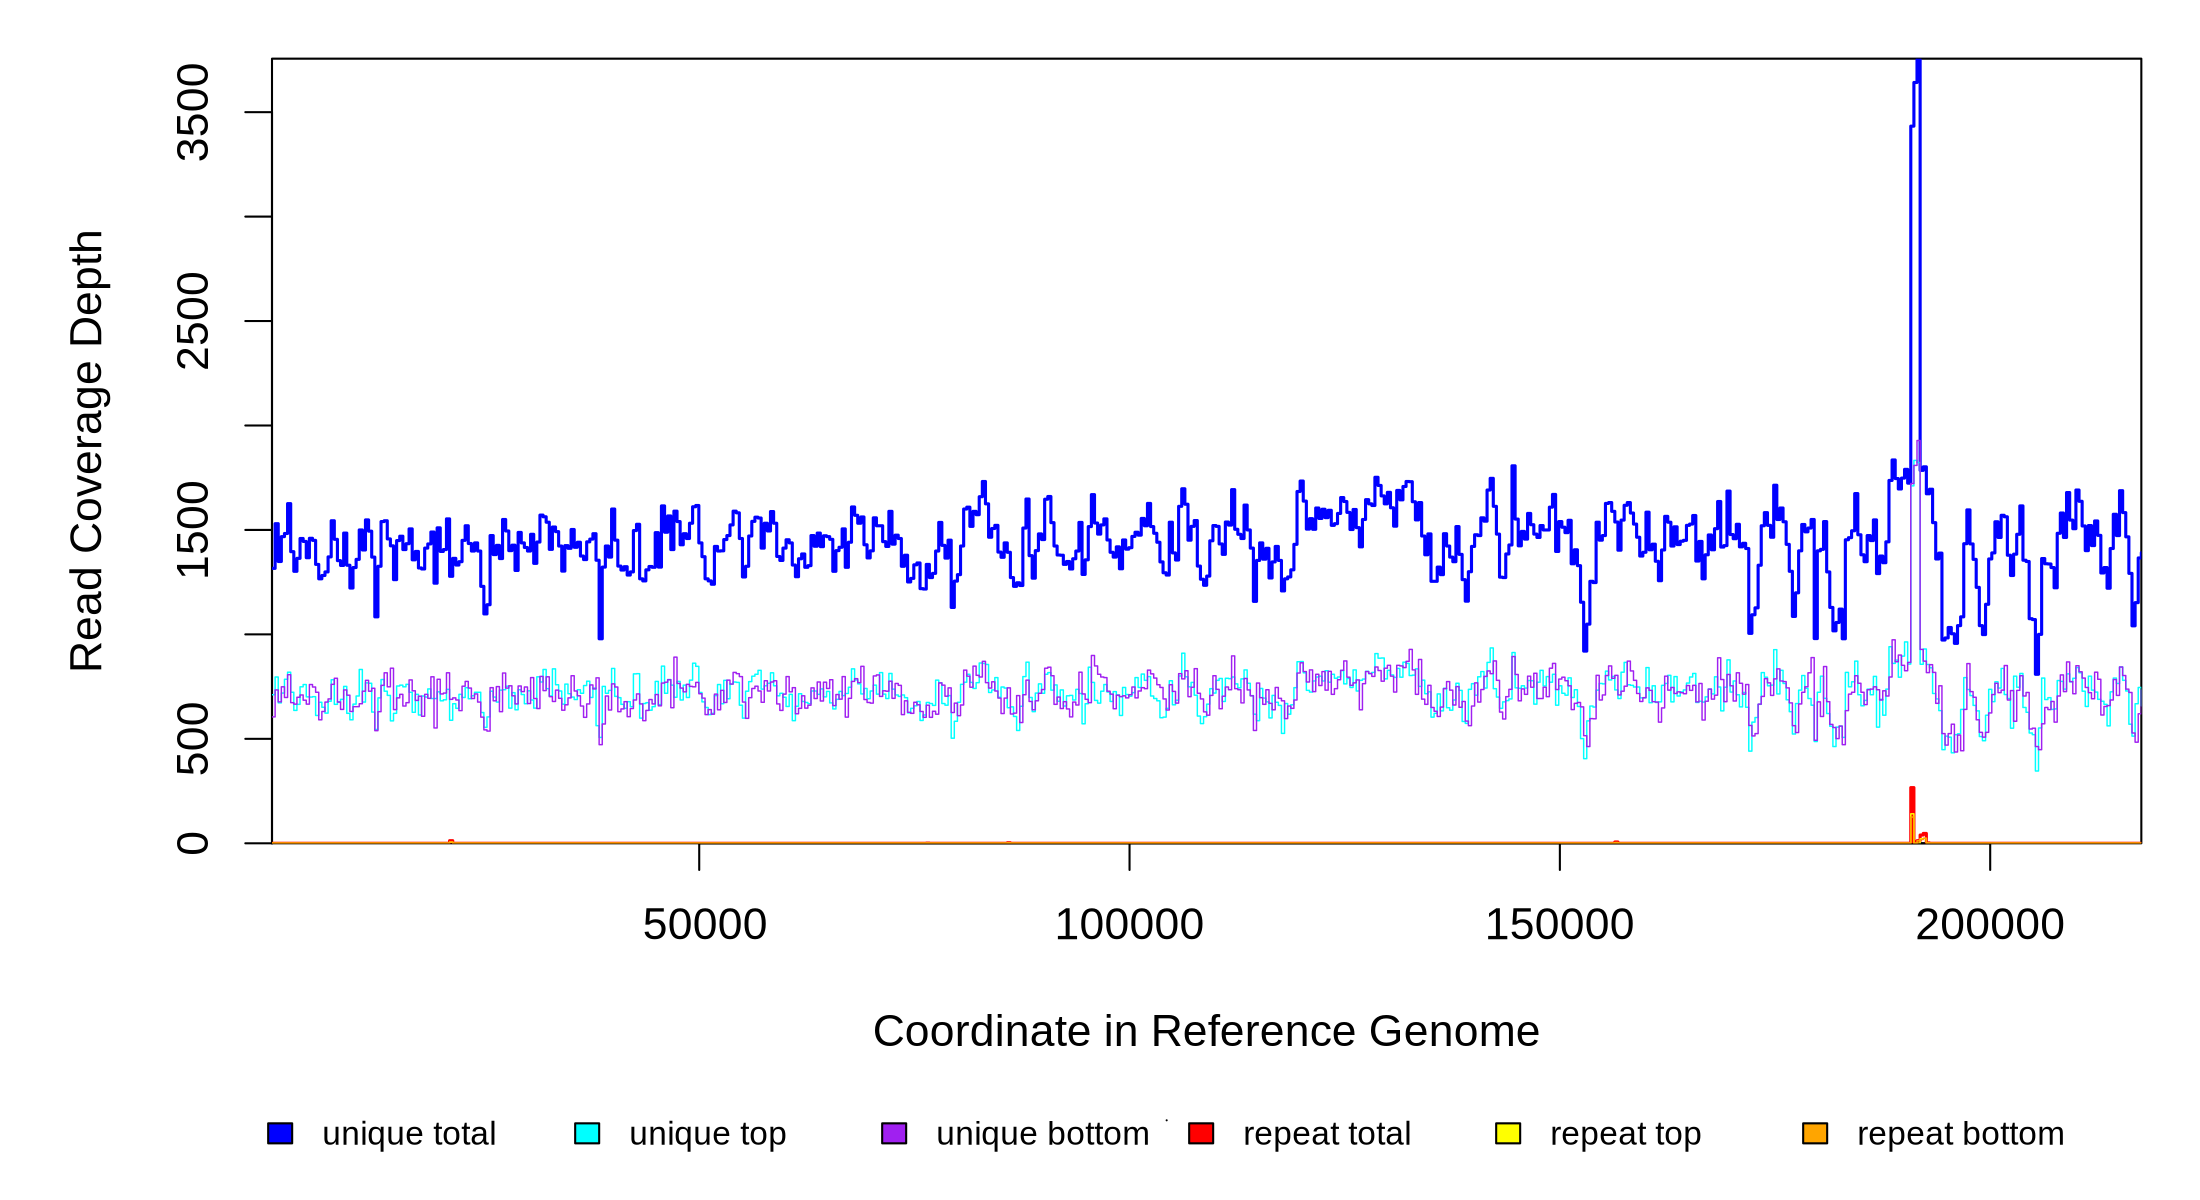 3500
2500
1500
500
0
Read Coverage Depth
50000 100000 150000 200000
Coordinate in Reference Genome
unique total unique top unique bottom repeat total repeat top repeat bottom